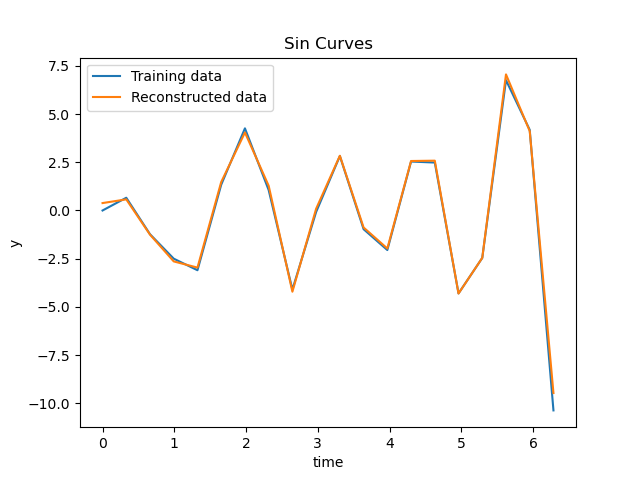 Sin Curves
Training data
Reconstructed data
7.5
5.0
2.5
0.0
−2.5
−5.0
−7.5
−10.0
y
0 1 2 3 4 5 6
time